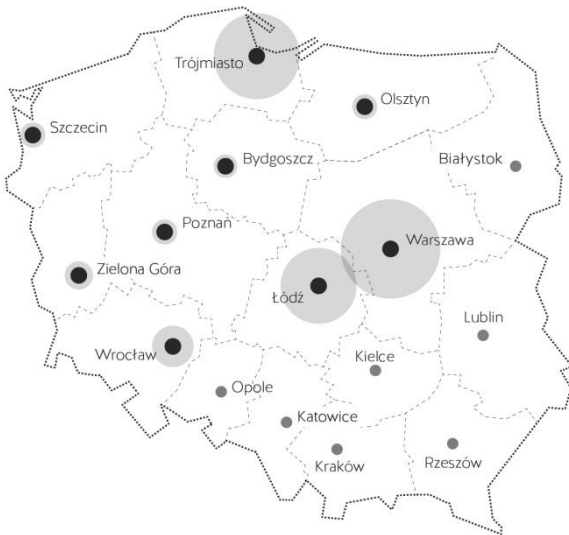 Trójmiasto
Olsztyn
Szczecin
Bydgoszcz
Białystok
Poznań
Warszawa
Zielona Góra
Łódź
Lublin
Wrocław
Kielce
Opole
Katowice
Kraków
Rzeszów